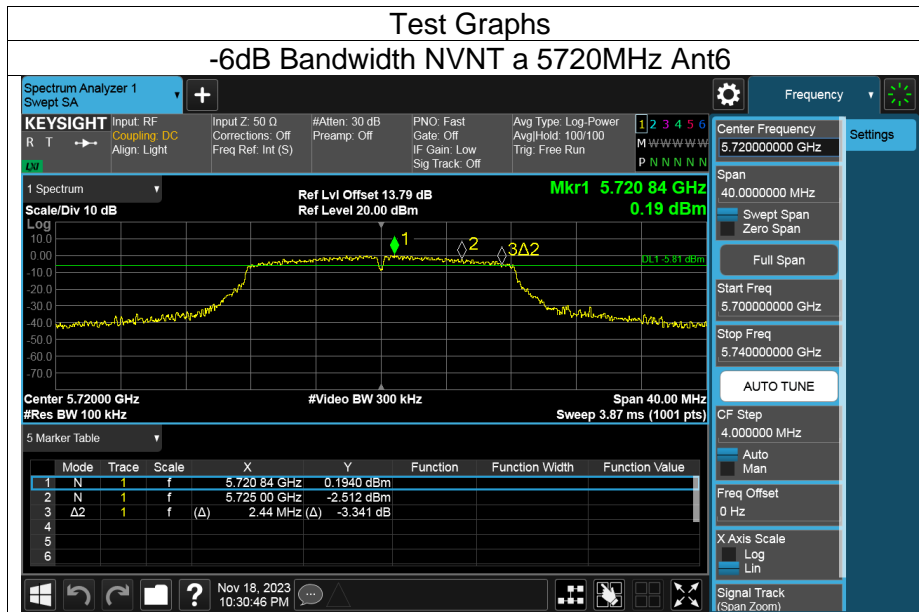 Test Graphs
-6dB Bandwidth NVNT a 5720MHz Ant6
Spectrum Analyzer 1
Swept SA
+
Frequency
KEYSIGHT
R T
LXI
Input: RF
Coupling: DC
Align: Light
Input Z: 50 Ω
Corrections: Off
Freq Ref: Int (S)
#Atten: 30 dB
Preamp: Off
PNO: Fast
Gate: Off
IF Gain: Low
Sig Track: Off
Avg Type: Log-Power
Avg|Hold: 100/100
Trig: Free Run
1 2 3 4 5 6
M W W W W W
P N N N N N
1 Spectrum
Scale/Div 10 dB
Ref Lvl Offset 13.79 dB
Ref Level 20.00 dBm
Mkr1 5.720 84 GHz
0.19 dBm
Log
10.0
0.00
-10.0
-20.0
-30.0
-40.0
-50.0
-60.0
-70.0
1
2
3Δ2
DL1 -5.81 dBm
Center 5.72000 GHz
#Res BW 100 kHz
#Video BW 300 kHz
Span 40.00 MHz
Sweep 3.87 ms (1001 pts)
5 Marker Table
Mode Trace Scale X Y Function Function Width Function Value
1 N 1 f 5.720 84 GHz 0.1940 dBm
2 N 1 f 5.725 00 GHz -2.512 dBm
3 Δ2 1 f (Δ) 2.44 MHz (Δ) -3.341 dB
4
5
6
?
Nov 18, 2023
10:30:46 PM
Center Frequency
5.720000000 GHz
Span
40.0000000 MHz
Swept Span
Zero Span
Full Span
Start Freq
5.700000000 GHz
Stop Freq
5.740000000 GHz
AUTO TUNE
CF Step
4.000000 MHz
Auto
Man
Freq Offset
0 Hz
X Axis Scale
Log
Lin
Signal Track
(Span Zoom)
Settings